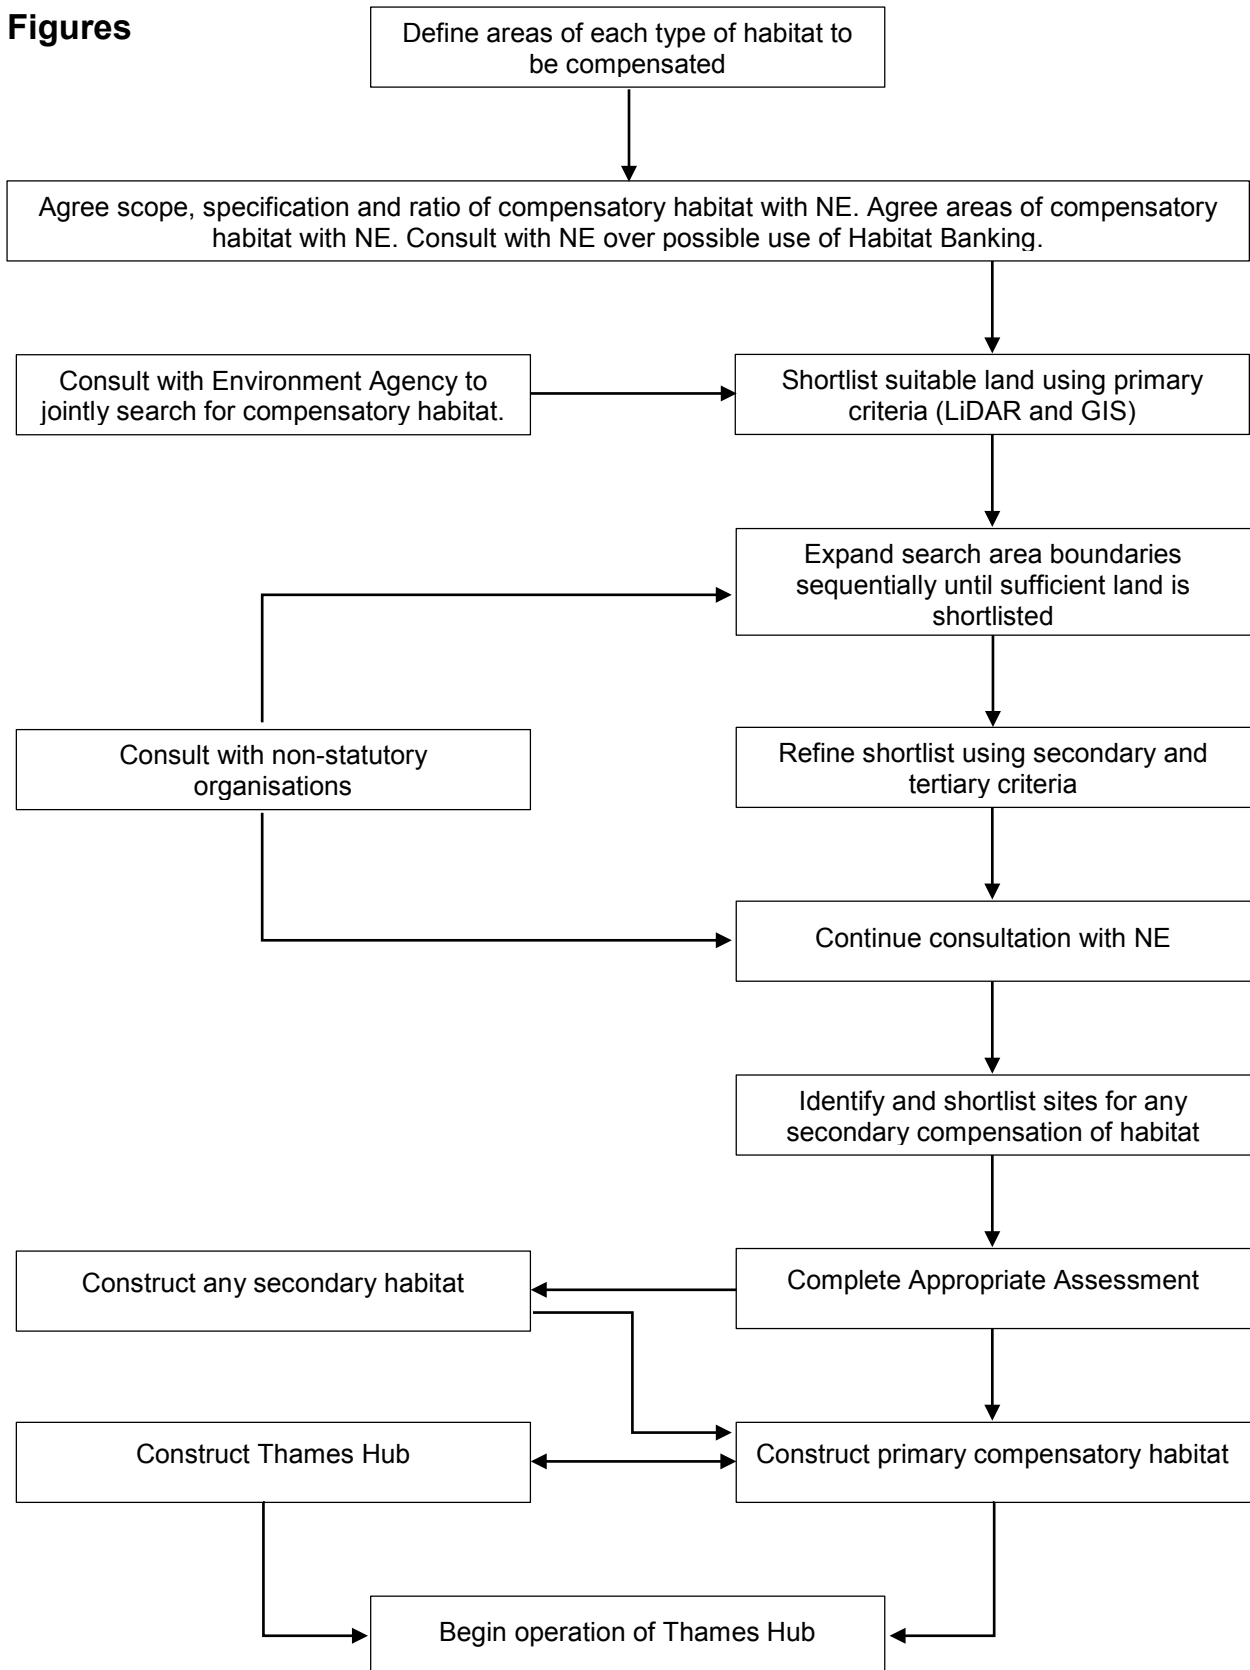 Figures
Define areas of each type of habitat to
be compensated
Agree scope, specification and ratio of compensatory habitat with NE. Agree areas of compensatory
habitat with NE. Consult with NE over possible use of Habitat Banking.
Consult with Environment Agency to
jointly search for compensatory habitat.
Shortlist suitable land using primary
criteria (LiDAR and GIS)
Expand search area boundaries
sequentially until sufficient land is
shortlisted
Consult with non-statutory
organisations
Refine shortlist using secondary and
tertiary criteria
Continue consultation with NE
Identify and shortlist sites for any
secondary compensation of habitat
Construct any secondary habitat
Complete Appropriate Assessment
Construct Thames Hub
Construct primary compensatory habitat
Begin operation of Thames Hub